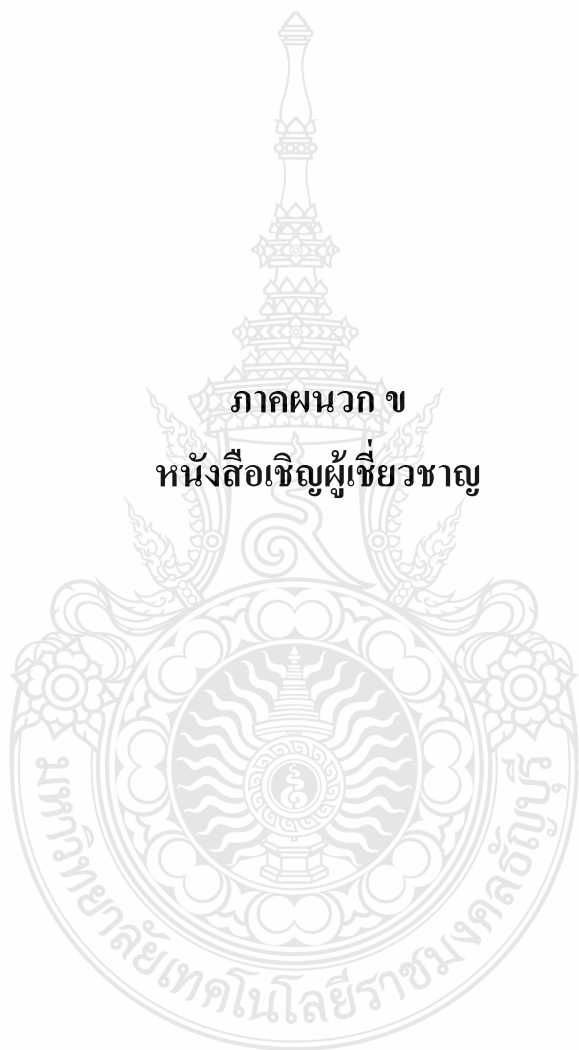 ภาคผนวก ข
หนังสือเชิญผู้เชี่ยวชาญ
มหาวิทยาลัยเทคโนโลยีราชมงคลธัญบุรี